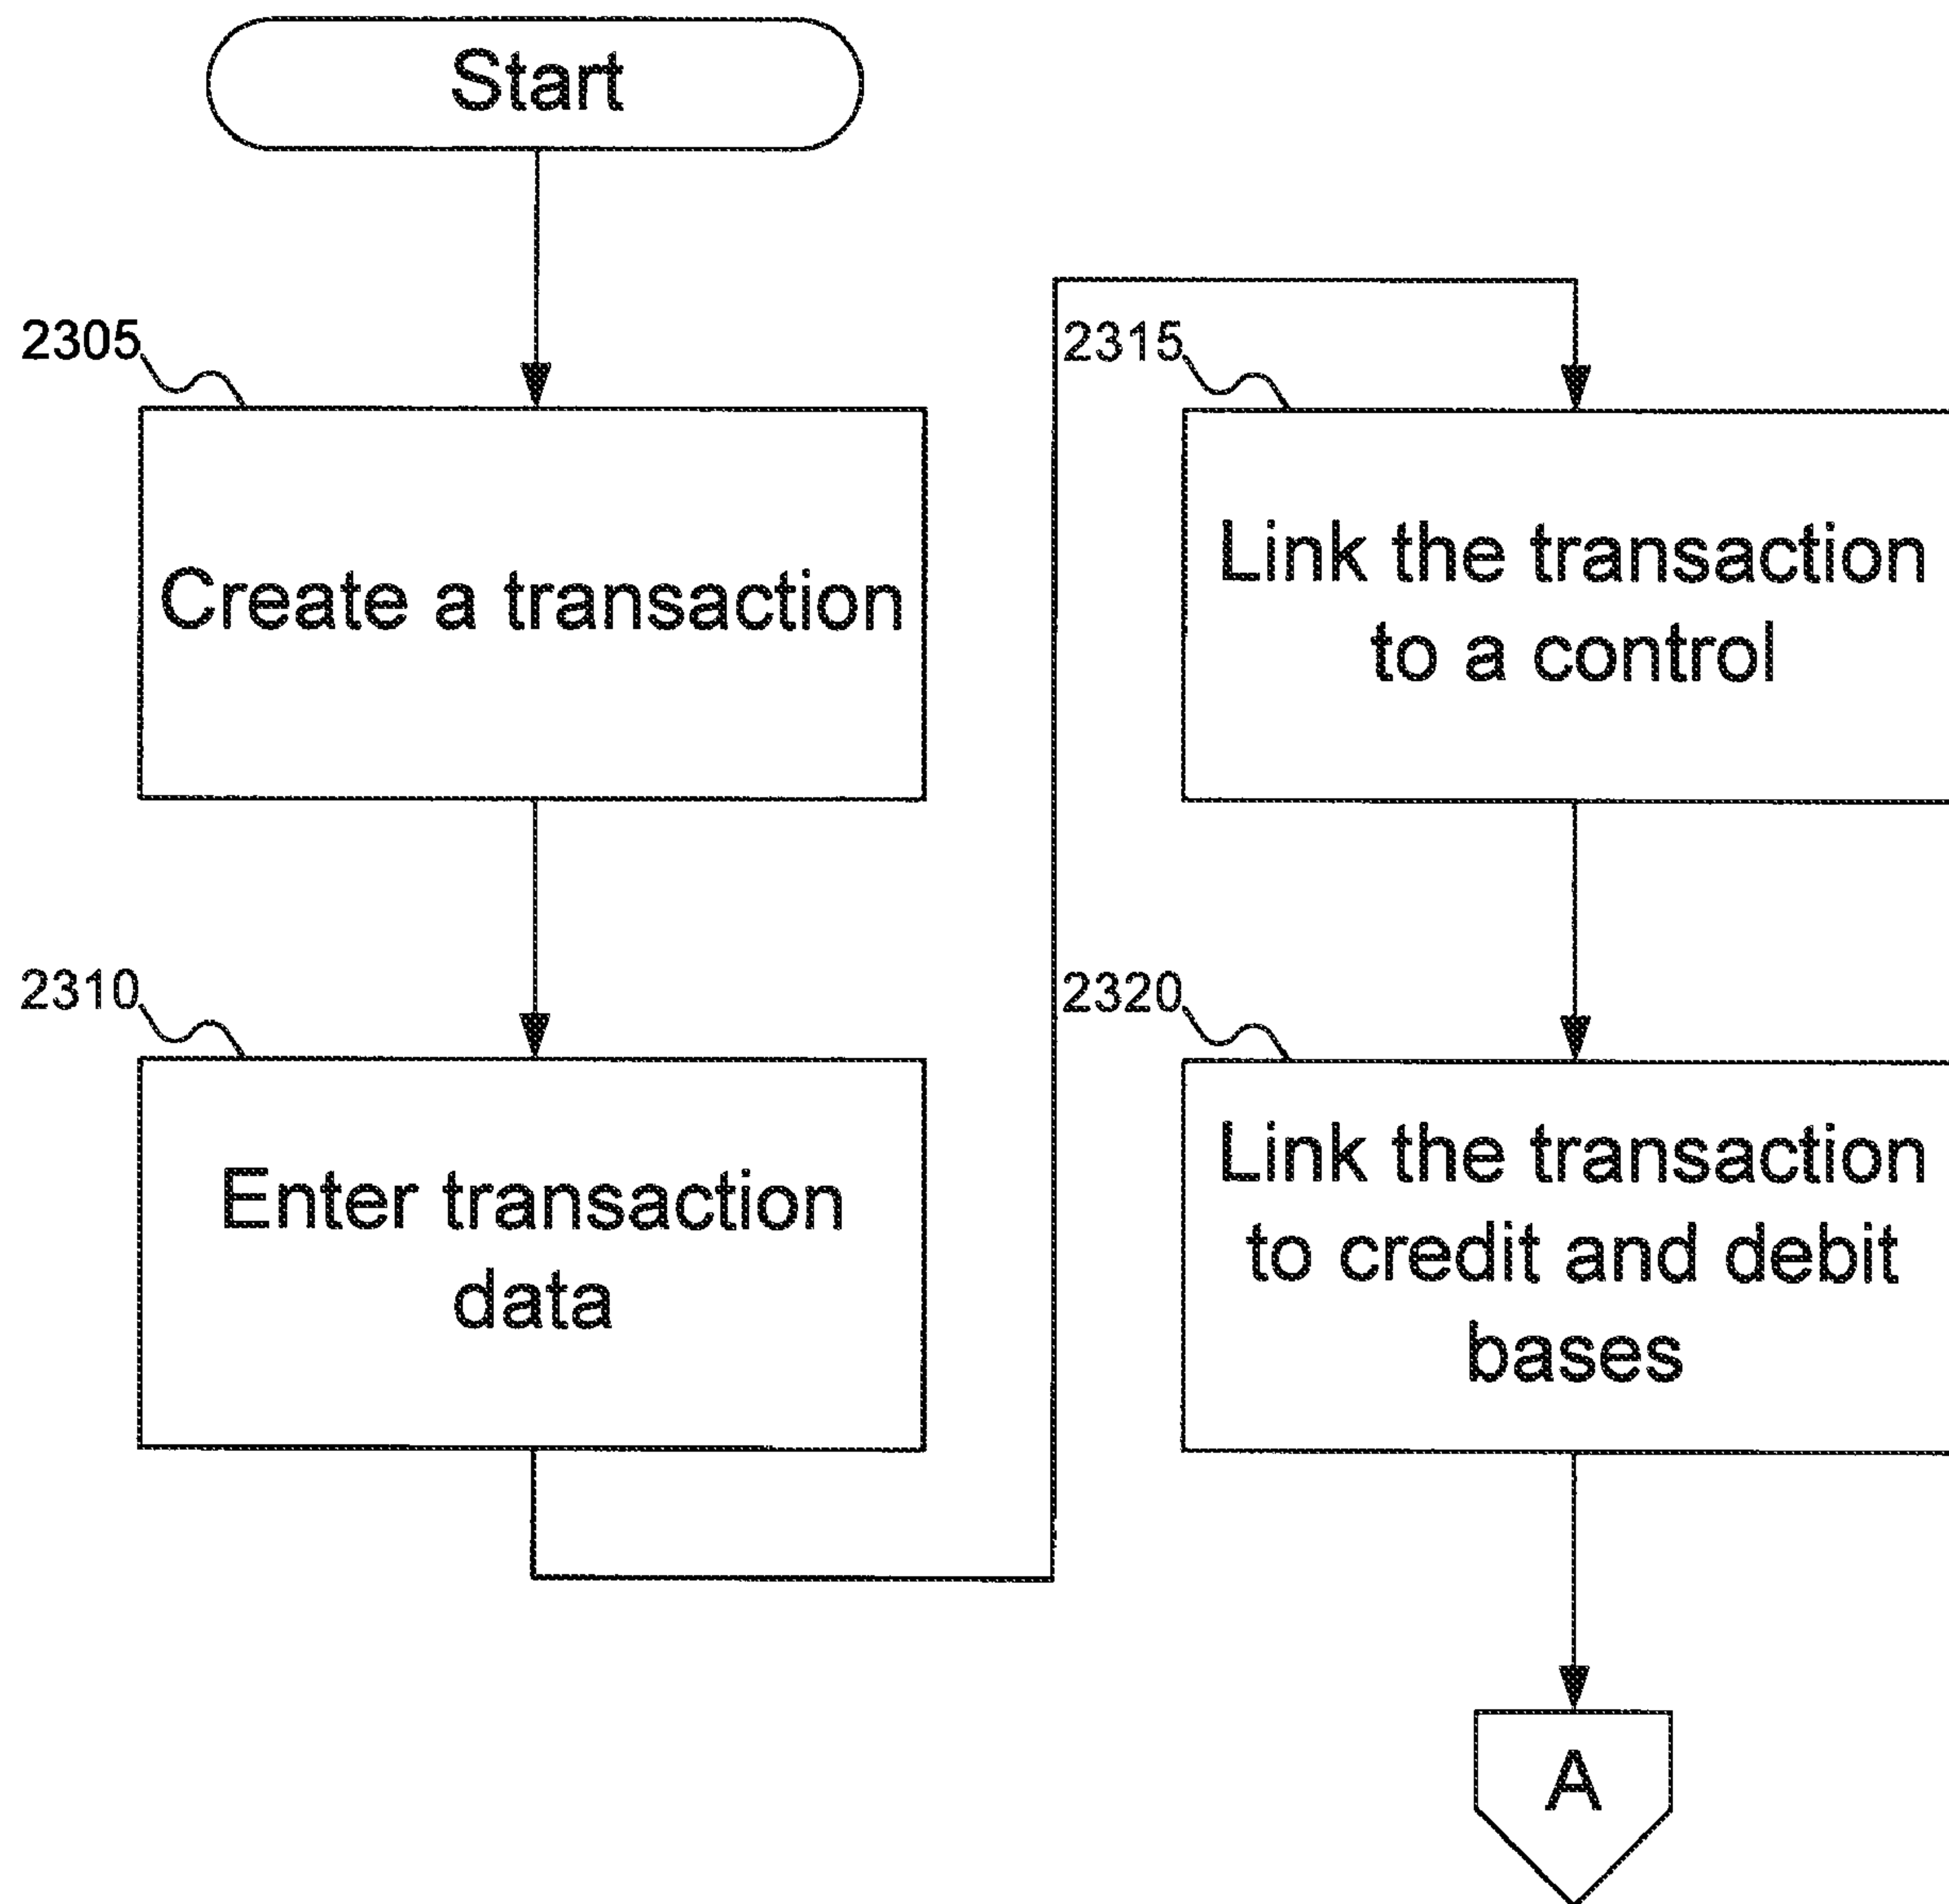 Start
2305
Create a transaction
2310
Enter transaction
data
2315
Link the transaction
to a control
2320
Link the transaction
to credit and debit
bases
A